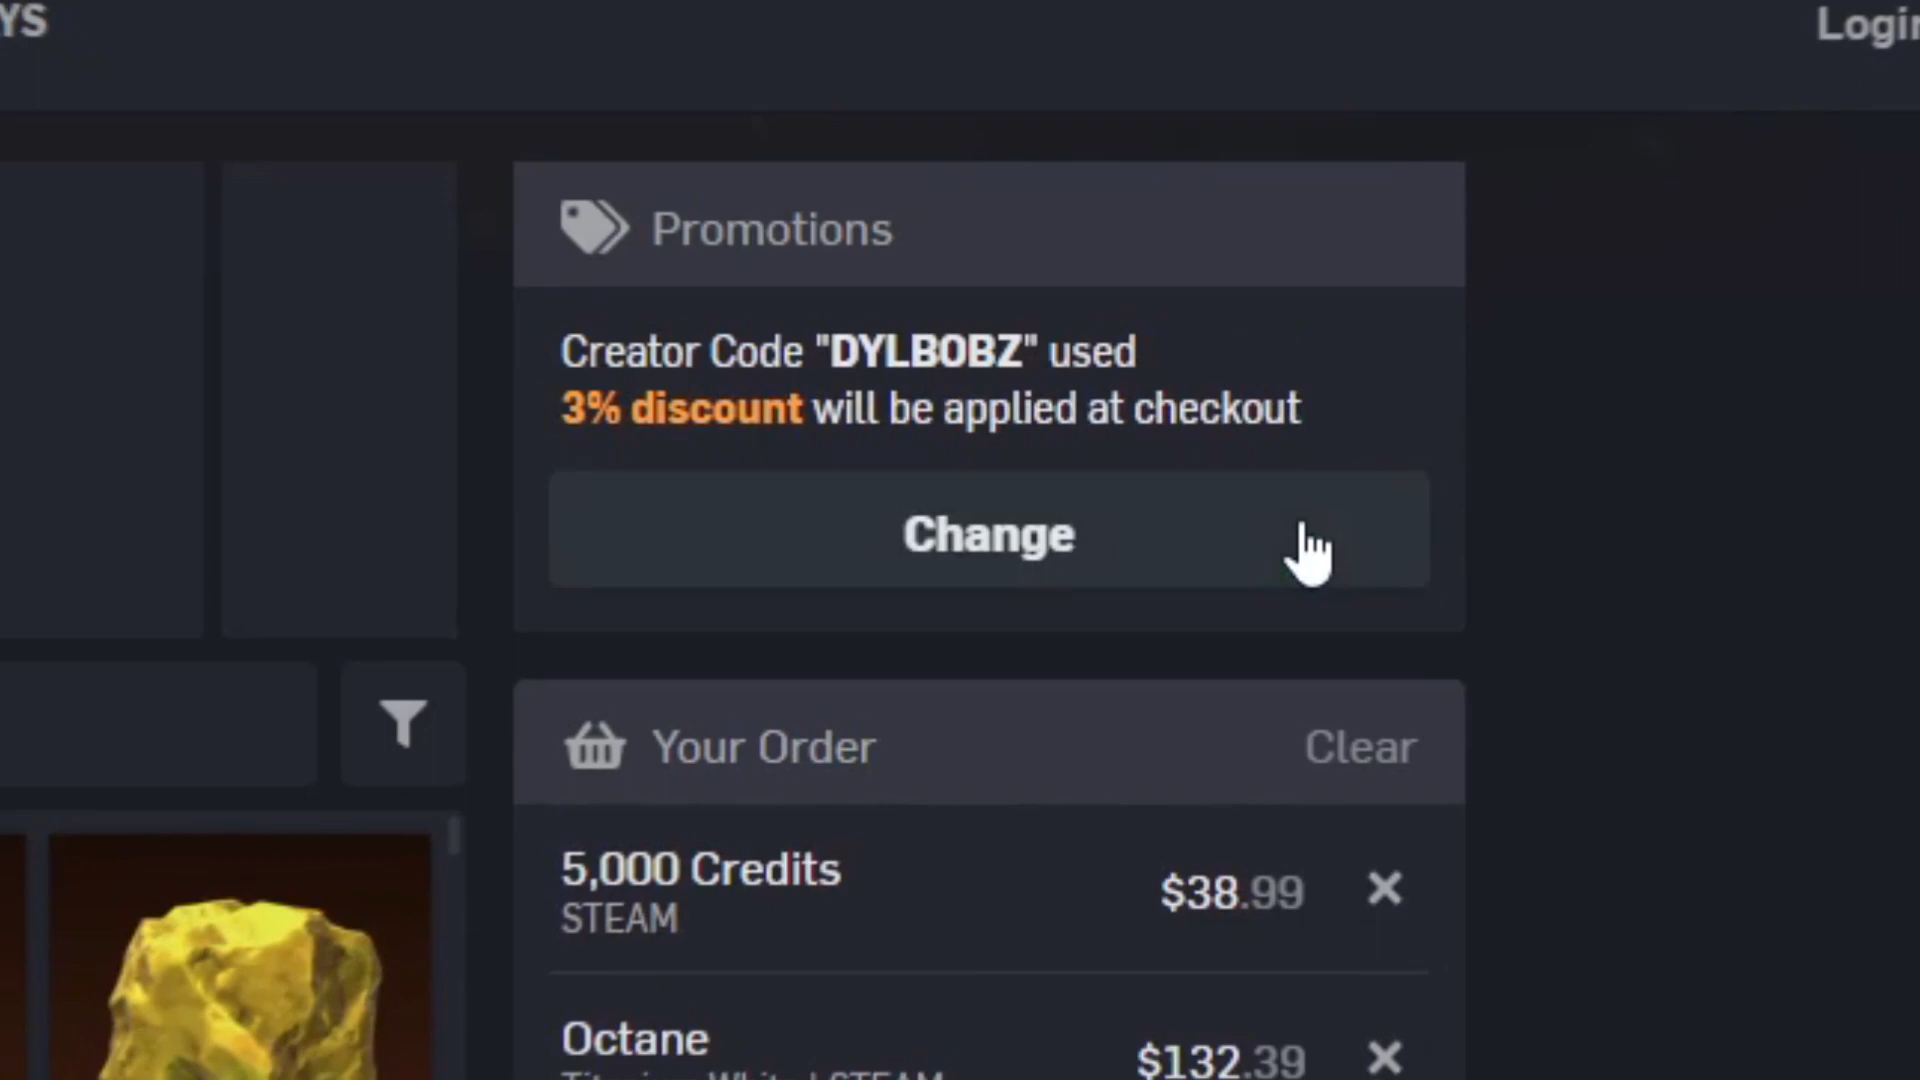 YS
Login
Promotions
Creator Code "DYLBOBZ" used
3% discount will be applied at checkout
Change
Your Order
Clear
5,000 Credits
$38.99
STEAM
Octane
$132.39